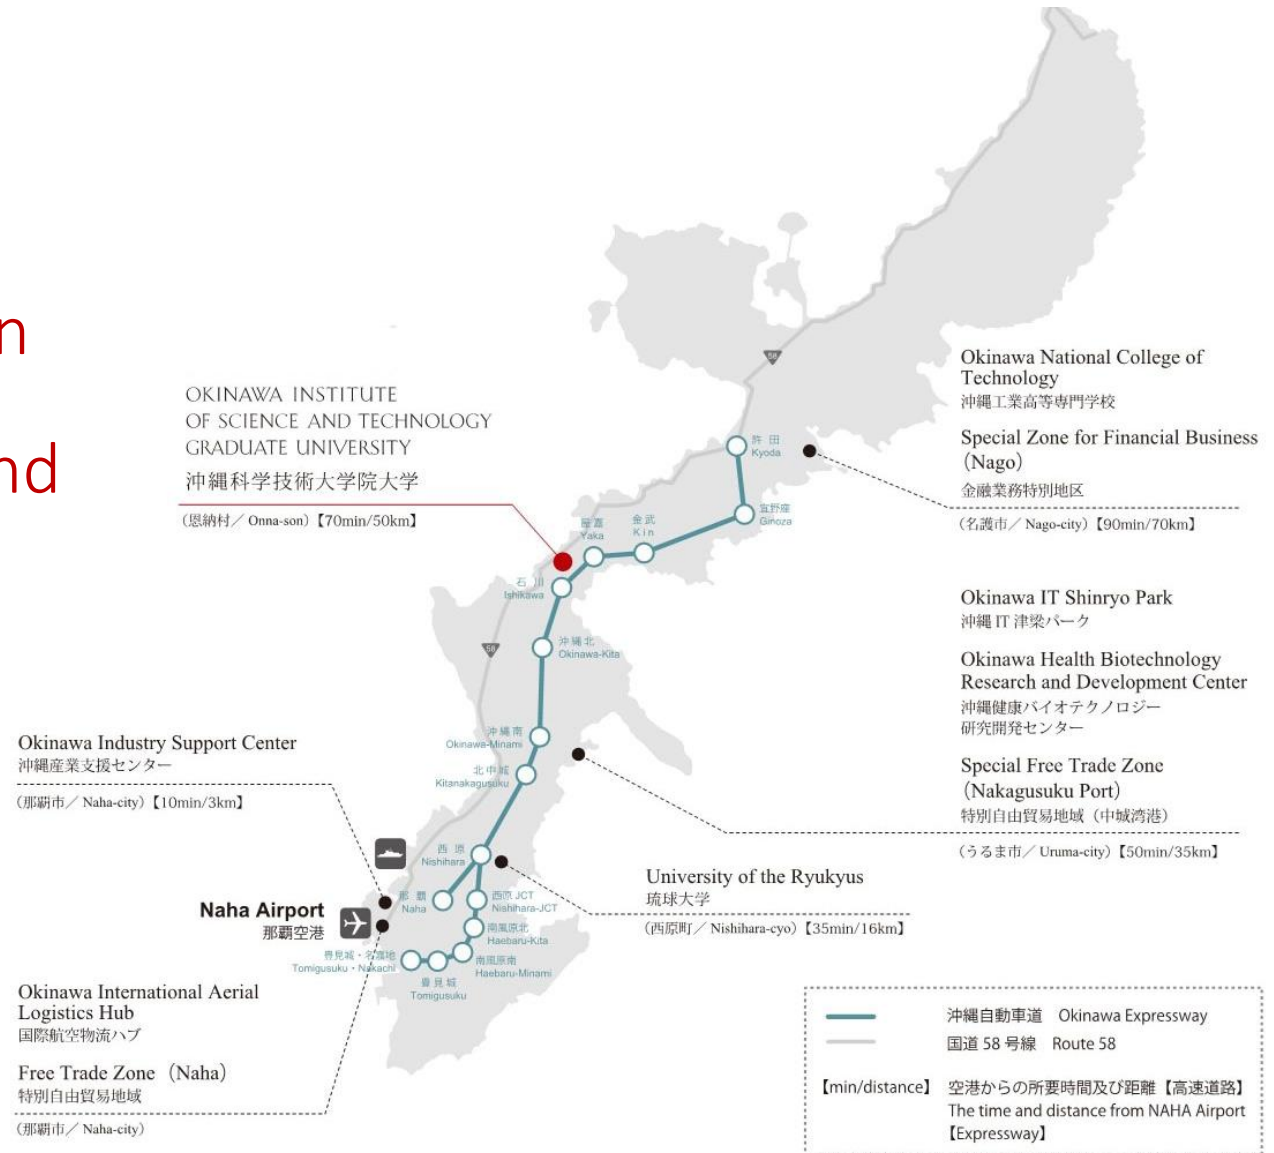 n
nd
OKINAWA INSTITUTE
OF SCIENCE AND TECHNOLOGY
GRADUATE UNIVERSITY
沖縄科学技術大学院大学
（恩納村／ Onna-son）【70min/50km】
58
Okinawa National College of
Technology
沖縄工業高等専門学校
Special Zone for Financial Business
（Nago）
金融業務特別地区
（名護市／ Nago-city）【90min/70km】
許田
Kyoda
宜野座
Ginoza
金武
Kin
屋嘉
Yaka
石川
Ishikawa
沖縄北
Okinawa-Kita
58
沖縄南
Okinawa-Minami
北中城
Kitanakagusuku
Okinawa IT Shinryo Park
沖縄 IT 津梁パーク
Okinawa Health Biotechnology
Research and Development Center
沖縄健康バイオテクノロジー
研究開発センター
Special Free Trade Zone
（Nakagusuku Port）
特別自由貿易地域（中城湾港）
（うるま市／ Uruma-city）【50min/35km】
Okinawa Industry Support Center
沖縄産業支援センター
（那覇市／ Naha-city）【10min/3km】
西原
Nishihara
University of the Ryukyus
琉球大学
（西原町／ Nishihara-cyo）【35min/16km】
那覇
Naha
西原 JCT
Nishihara-JCT
Naha Airport
那覇空港
南風原北
Haebaru-Kita
南風原南
Haebaru-Minami
豊見城・名嘉地
Tomigusuku・Nakachi
豊見城
Tomigusuku
Okinawa International Aerial
Logistics Hub
国際航空物流ハブ
Free Trade Zone（Naha）
特別自由貿易地域
（那覇市／ Naha-city）
沖縄自動車道 Okinawa Expressway
国道 58 号線 Route 58
【min/distance】 空港からの所要時間及び距離【高速道路】
The time and distance from NAHA Airport
【Expressway】